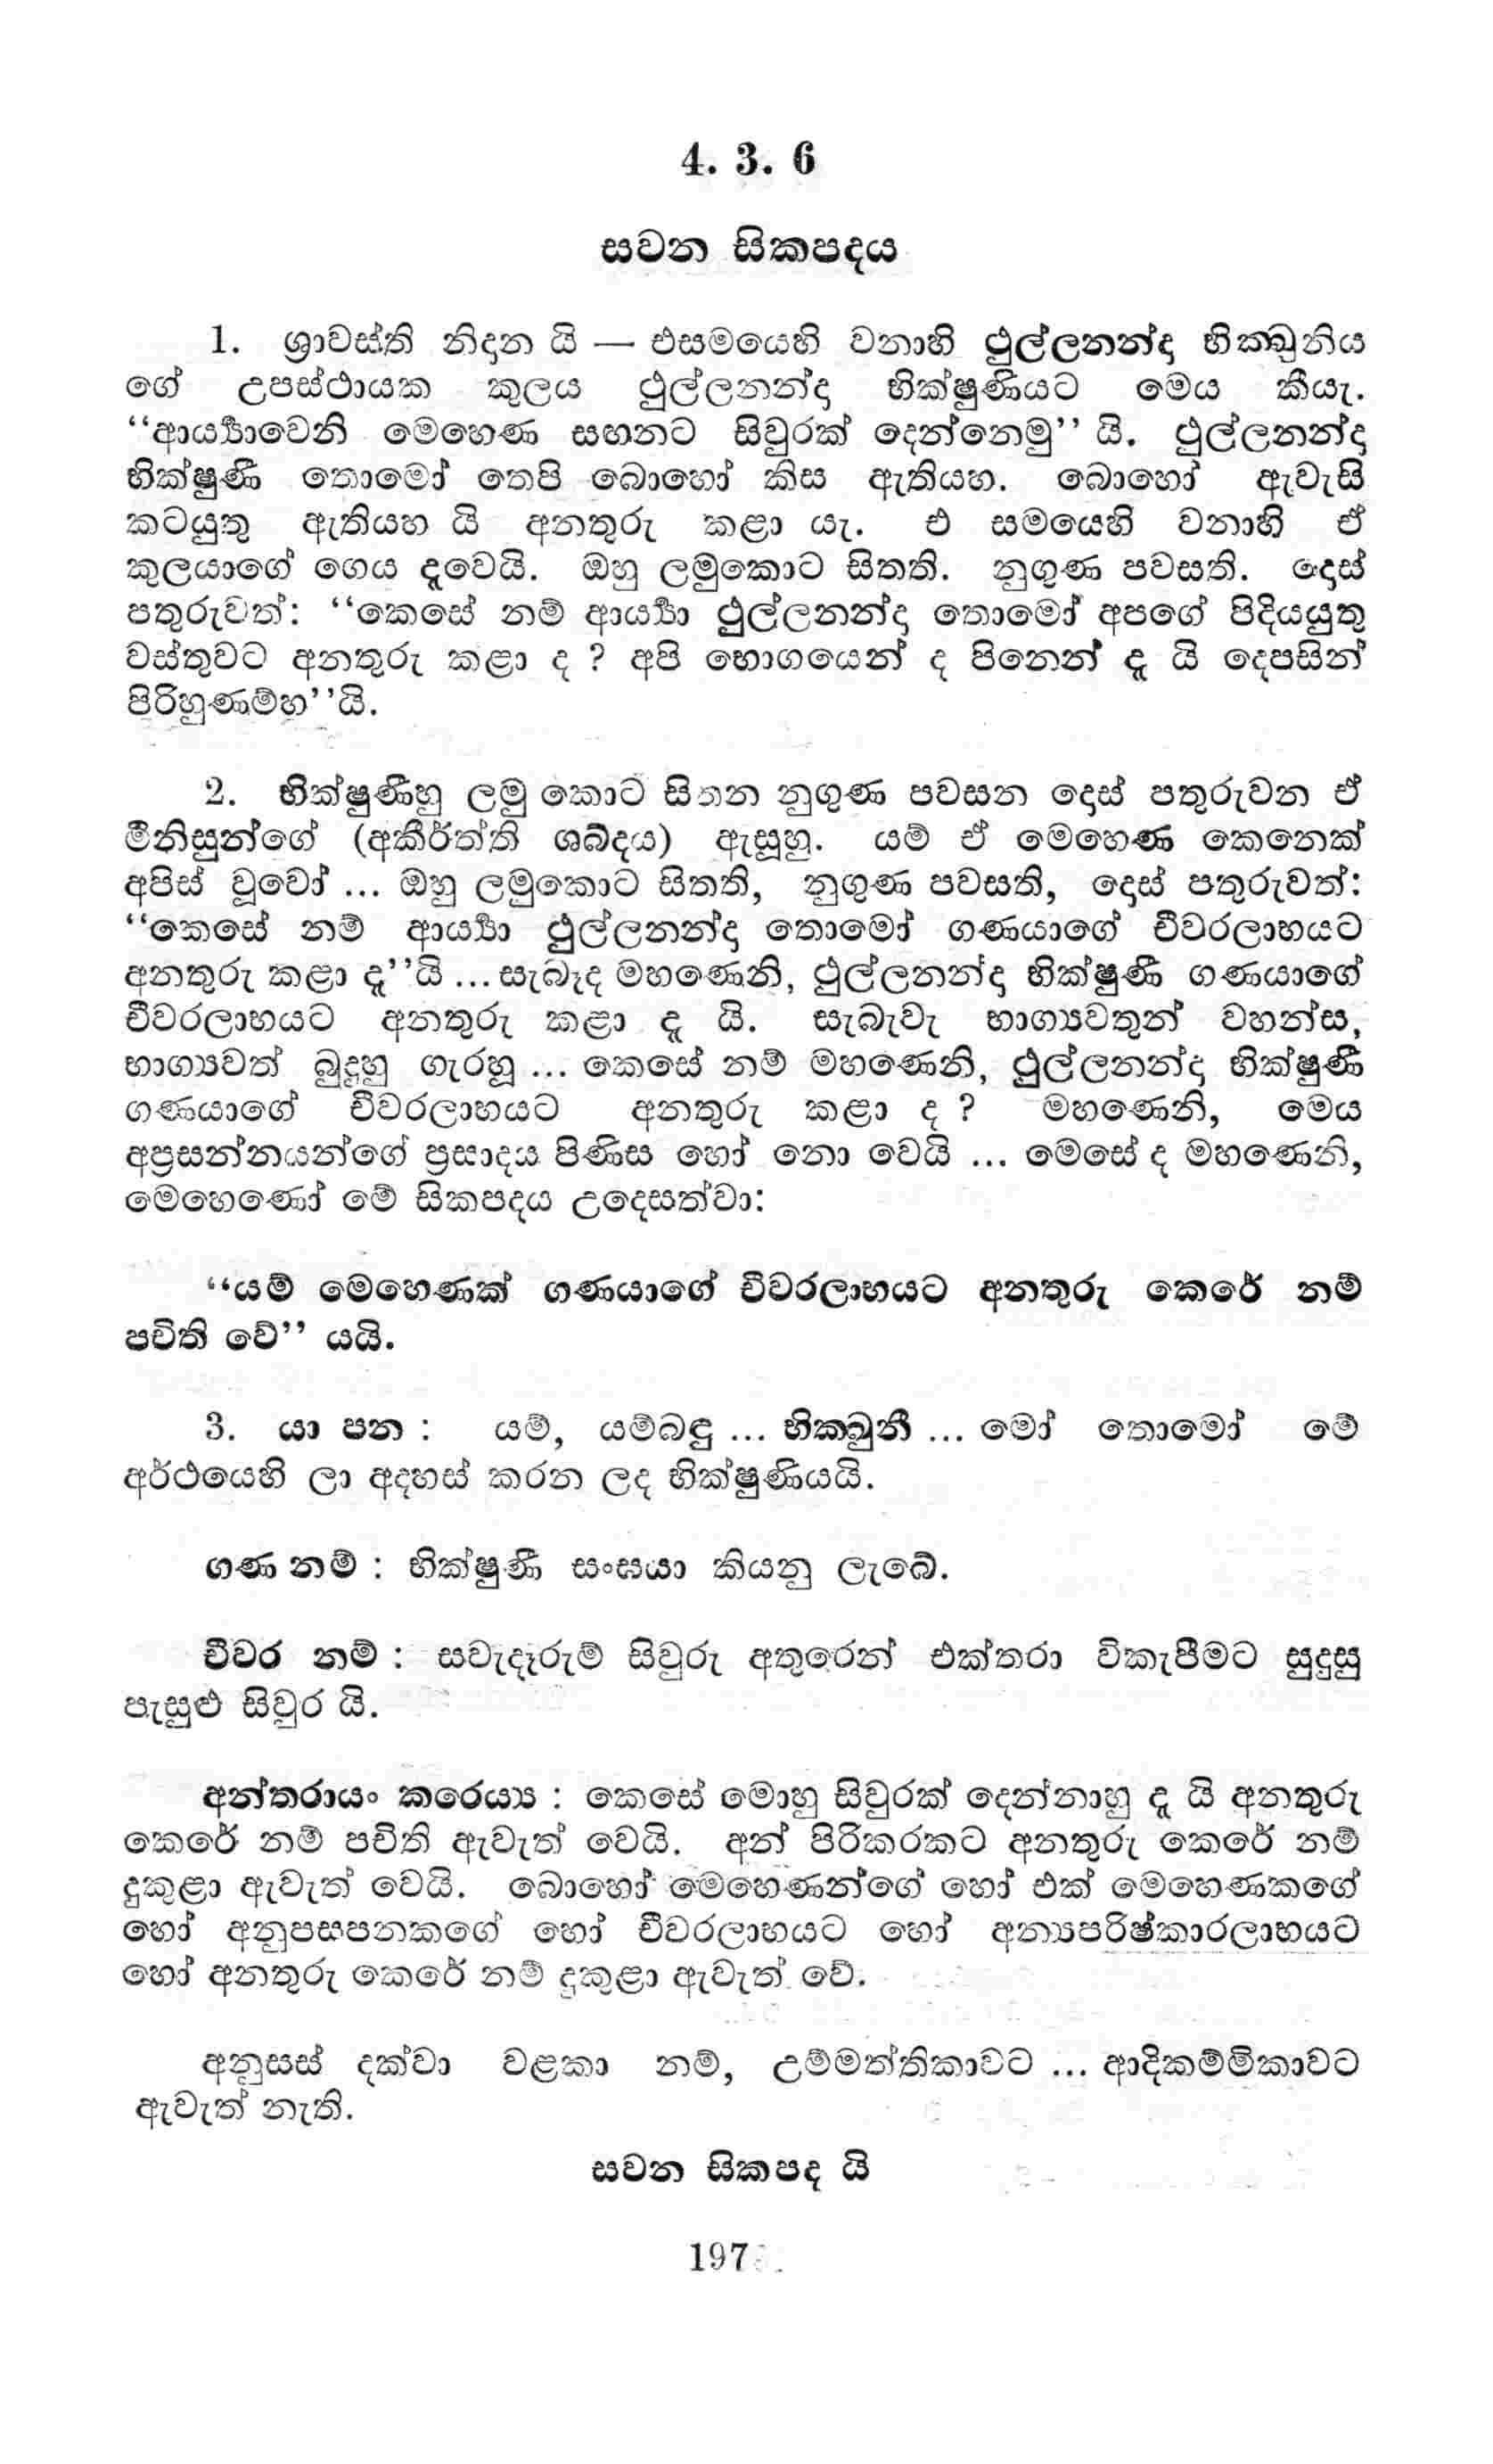 4. 3. 6
සවන සිකපදය
1. ශ්‍රාවස්ති නිදාන යි — එසමයෙහි වනාහි ථුල්ලනන්දා භික්ඛුනිය
ගේ උපස්ථායක කුලය ථුල්ලනන්දා භික්ෂුණියට මෙය කීයැ.
“ආර්‍ය්‍යාවෙනි මෙහෙණ සඟනට සිවුරක් දෙන්නෙමු” යි. ථුල්ලනන්දා
භික්ෂුණී තොමෝ තෙපි බොහෝ කිස ඇතියහ. බොහෝ ඇවැසි
කටයුතු ඇතියහ යි අනතුරු කළා යැ. එ සමයෙහි වනාහි ඒ
කුලයාගේ ගෙය දැවෙයි. ඔහු ලමුකොට සිතති. නුගුණ පවසති. දොස්
පතුරුවත්: “කෙසේ නම් ආර්‍ය්‍යා ථුල්ලනන්දා තොමෝ අපගේ පිදියයුතු
වස්තුවට අනතුරු කළා ද ? අපි භොගයෙන් ද පිනෙන් දැ යි දෙපසින්
පිරිහුණම්හ”යි.
2. භික්ෂුණීහු ලමු කොට සිතන නුගුණ පවසන දොස් පතුරුවන ඒ
මිනිසුන්ගේ (අකීර්ත්ති ශබ්දය) ඇසූහු. යම් ඒ මෙහෙණ කෙනෙක්
අපිස් වූවෝ ... ඔහු ලමුකොට සිතති, නුගුණ පවසති, දොස් පතුරුවත්:
“කෙසේ නම් ආර්‍ය්‍යා ථුල්ලනන්දා තොමෝ ගණයාගේ චීවරලාභයට
අනතුරු කළා දැ”යි ... සැබෑද මහණෙනි, ථුල්ලනන්දා භික්ෂුණී ගණයාගේ
චීවරලාභයට අනතුරු කළා දැ යි. සැබැවැ භාග්‍යවතුන් වහන්ස,
භාග්‍යවත් බුදුහු ගැරහූ ... කෙසේ නම් මහණෙනි, ථුල්ලනන්දා භික්ෂුණී
ගණයාගේ චීවරලාභයට අනතුරු කළා ද ? මහණෙනි, මෙය
අප්‍රසන්නයන්ගේ ප්‍රසාදය පිණිස හෝ නො වෙයි ... මෙසේ ද මහණෙනි,
මෙහෙණෝ මේ සිකපදය උදෙසත්වා:
“යම් මෙහෙණක් ගණයාගේ චීවරලාභයට අනතුරු කෙරේ නම්
පචිති වේ” යයි.
3. යා පන : යම්, යම්බඳු ... භික්ඛුනී ... මෝ තොමෝ මේ
අර්ථයෙහි ලා අදහස් කරන ලද භික්ෂුණියයි.
ගණ නම් : භික්ෂුණී සංඝයා කියනු ලැබේ.
චීවර නම් : සවැදෑරුම් සිවුරු අතුරෙන් එක්තරා විකැපීමට සුදුසු
පැසුළු සිවුර යි.
අන්තරායං කරෙය්‍ය : කෙසේ මොහු සිවුරක් දෙන්නාහු දැ යි අනතුරු
කෙරේ නම් පචිති ඇවැත් වෙයි. අන් පිරිකරකට අනතුරු කෙරේ නම්
දුකුළා ඇවැත් වෙයි. බොහෝ මෙහෙණන්ගේ හෝ එක් මෙහෙණකගේ
හෝ අනුපසපනකගේ හෝ චීවරලාභයට හෝ අන්‍යපරිෂ්කාරලාභයට
හෝ අනතුරු කෙරේ නම් දුකුළා ඇවැත් වේ.
අනුසස් දක්වා වළකා නම්, උම්මත්තිකාවට ... ආදිකම්මිකාවට
ඇවැත් නැති.
සවන සිකපද යි
197